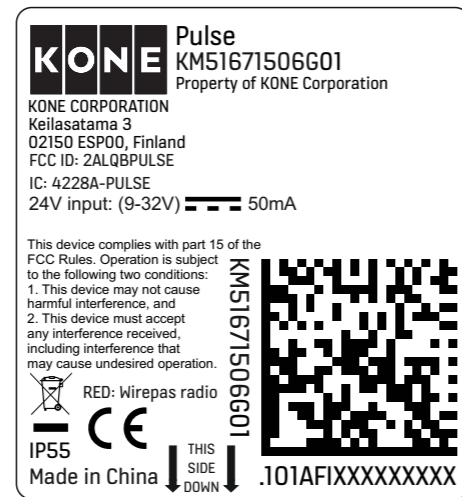 KONE
Pulse
KM51671506G01
Property of KONE Corporation
KONE CORPORATION
Keilasatama 3
02150 ESPOO, Finland
FCC ID: 2ALQBPULSE
IC: 4228A-PULSE
24V input: (9-32V) 50mA
This device complies with part 15 of the
FCC Rules. Operation is subject
to the following two conditions:
1. This device may not cause
harmful interference, and
2. This device must accept
any interference received,
including interference that
may cause undesired operation.
KM51671506G01
RED: Wirepas radio
CE
IP55
Made in China
THIS
SIDE
DOWN
.101AFIXXXXXXXXX